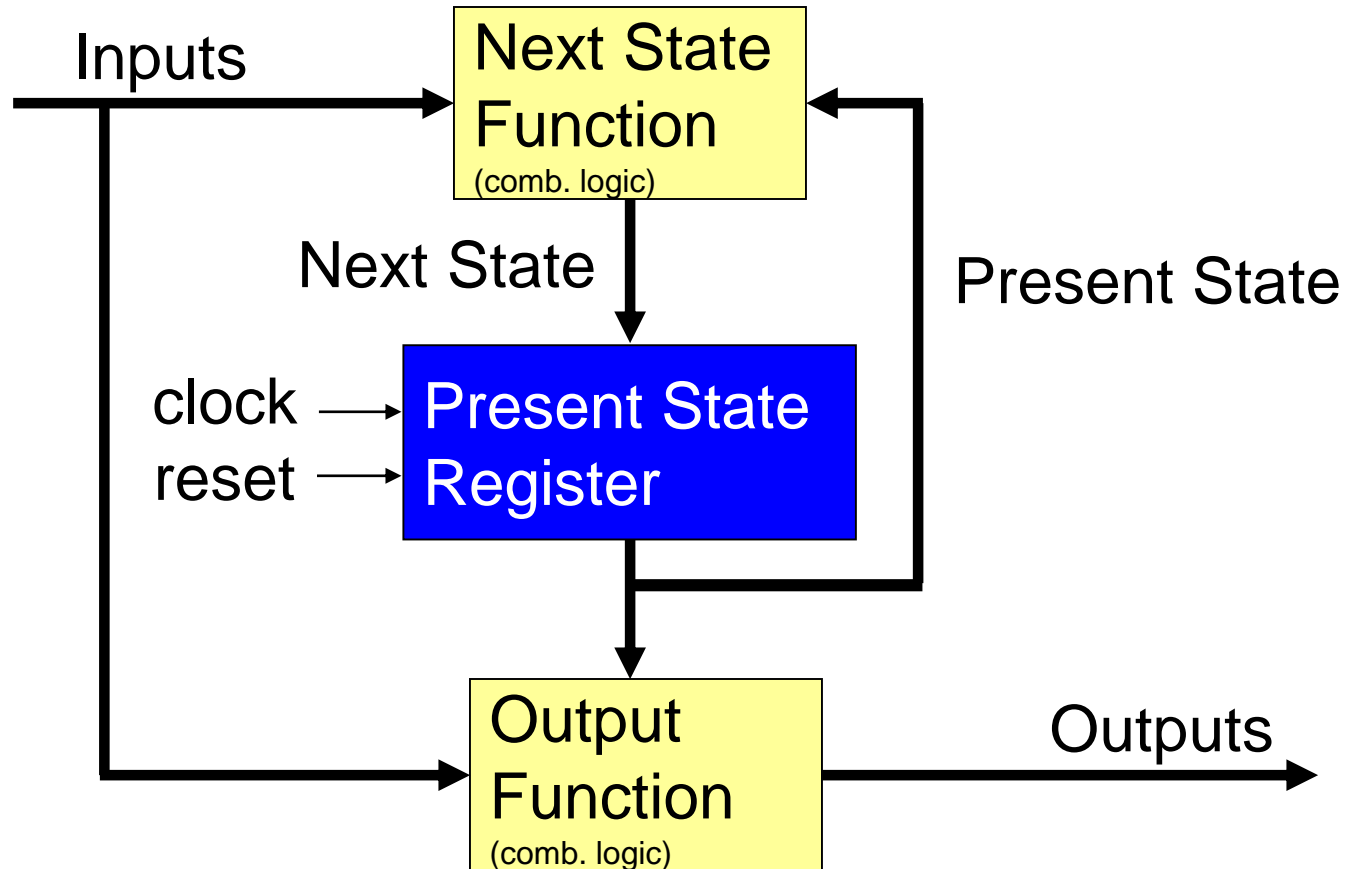 Inputs
Next State
Function
(comb. logic)
Next State
Present State
clock
reset
Present State
Register
Output
Function
(comb. logic)
Outputs